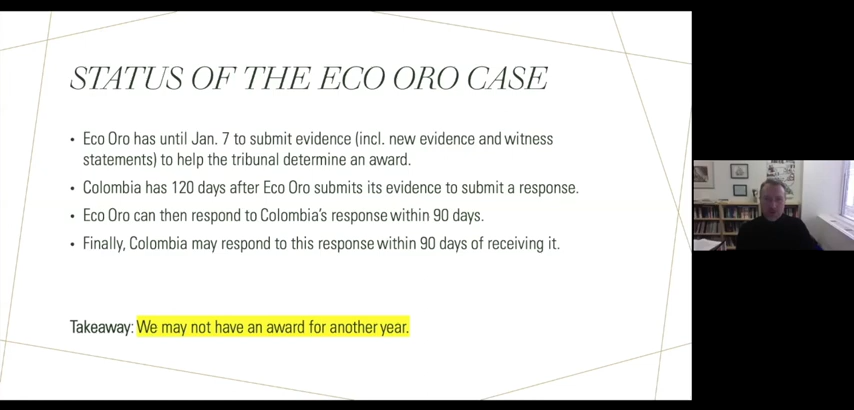 STATUS OF THE ECO ORO CASE
• Eco Oro has until Jan. 7 to submit evidence (incl. new evidence and witness
statements) to help the tribunal determine an award.
• Colombia has 120 days after Eco Oro submits its evidence to submit a response.
• Eco Oro can then respond to Colombia's response within 90 days.
• Finally, Colombia may respond to this response within 90 days of receiving it.
Takeaway: We may not have an award for another year.